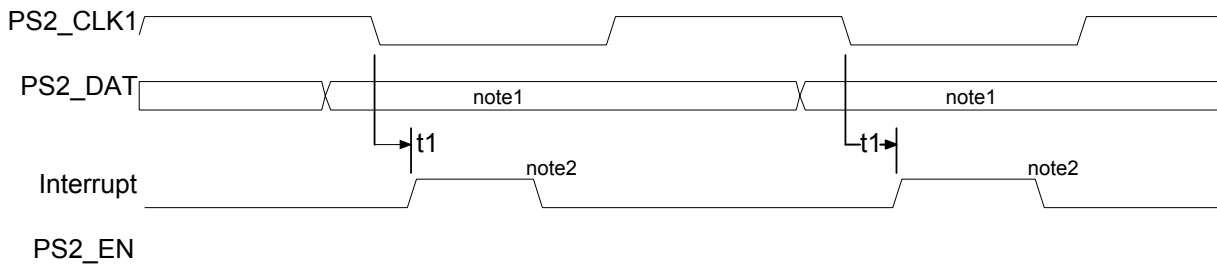 PS2_CLK1
PS2_DAT
note1 note1
t1 t1
Interrupt
note2 note2
PS2_EN